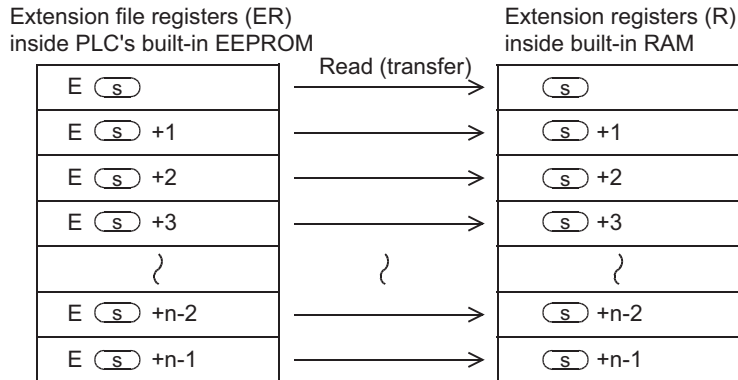 Extension file registers (ER)
inside PLC's built-in EEPROM
Extension registers (R)
inside built-in RAM
Read (transfer)
E s
s
E s +1
s +1
E s +2
s +2
E s +3
s +3
E s +n-2
s +n-2
E s +n-1
s +n-1